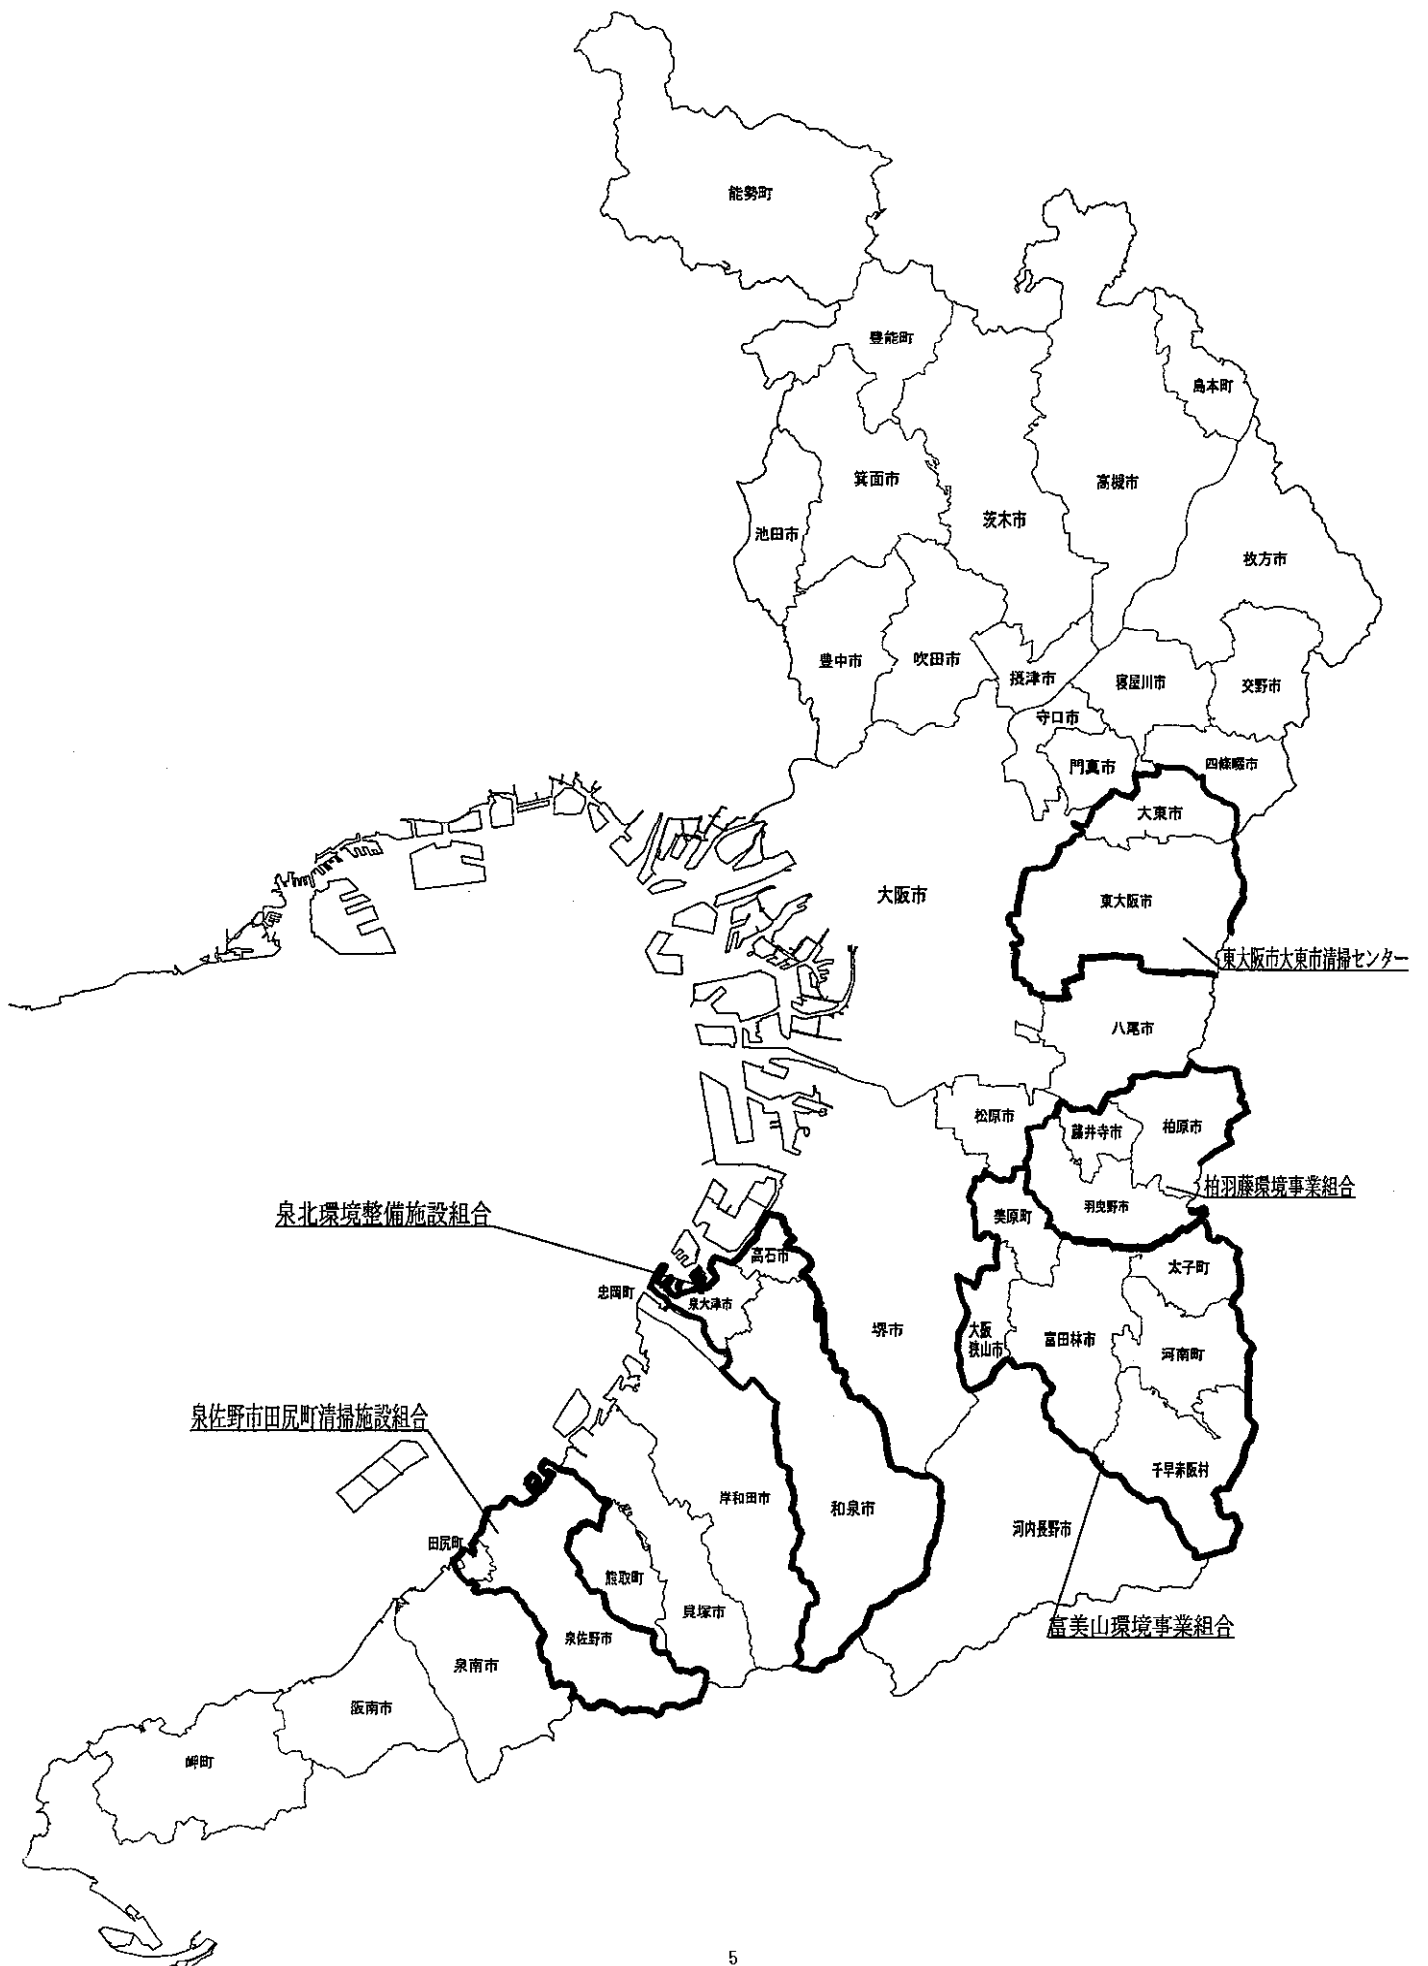 能勢町
豊能町
島本町
箕面市
高槻市
茨木市
池田市
枚方市
豊中市
吹田市
摂津市
寝屋川市
交野市
守口市
門真市
四條畷市
大東市
大阪市
東大阪市
東大阪市大東市清掃センター
八尾市
松原市
藤井寺市
柏原市
柏羽藤環境事業組合
羽曳野市
美原町
泉北環境整備施設組合
高石市
太子町
忠岡町
泉大津市
堺市
大阪
狭山市
富田林市
河南町
泉佐野市田尻町清掃施設組合
千早赤阪村
岸和田市
和泉市
河内長野市
田尻町
熊取町
貝塚市
富美山環境事業組合
泉佐野市
泉南市
阪南市
岬町
5